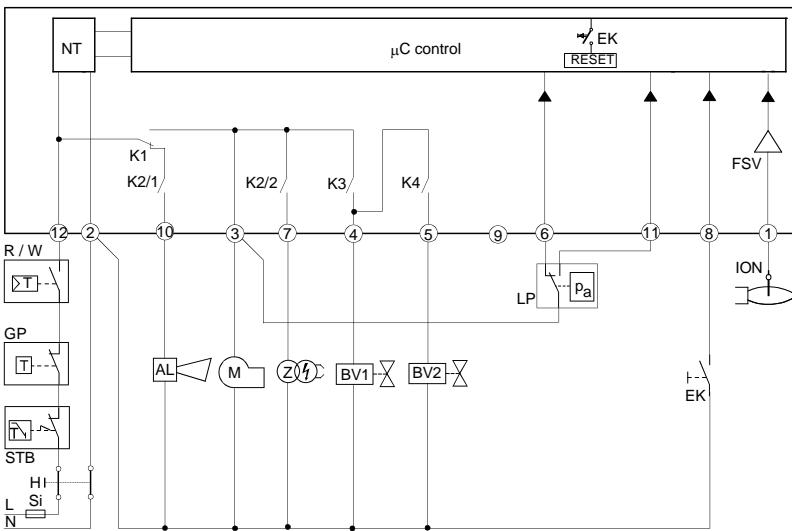 NT
μC control
EK
RESET
K1
K2/1
K2/2
K3
K4
FSV
12
2
10
3
7
4
5
9
6
11
8
1
R / W
T
GP
T
STB
T
H
L
Si
N
AL
M
Z
BV1
BV2
LP
pa
ION
EK